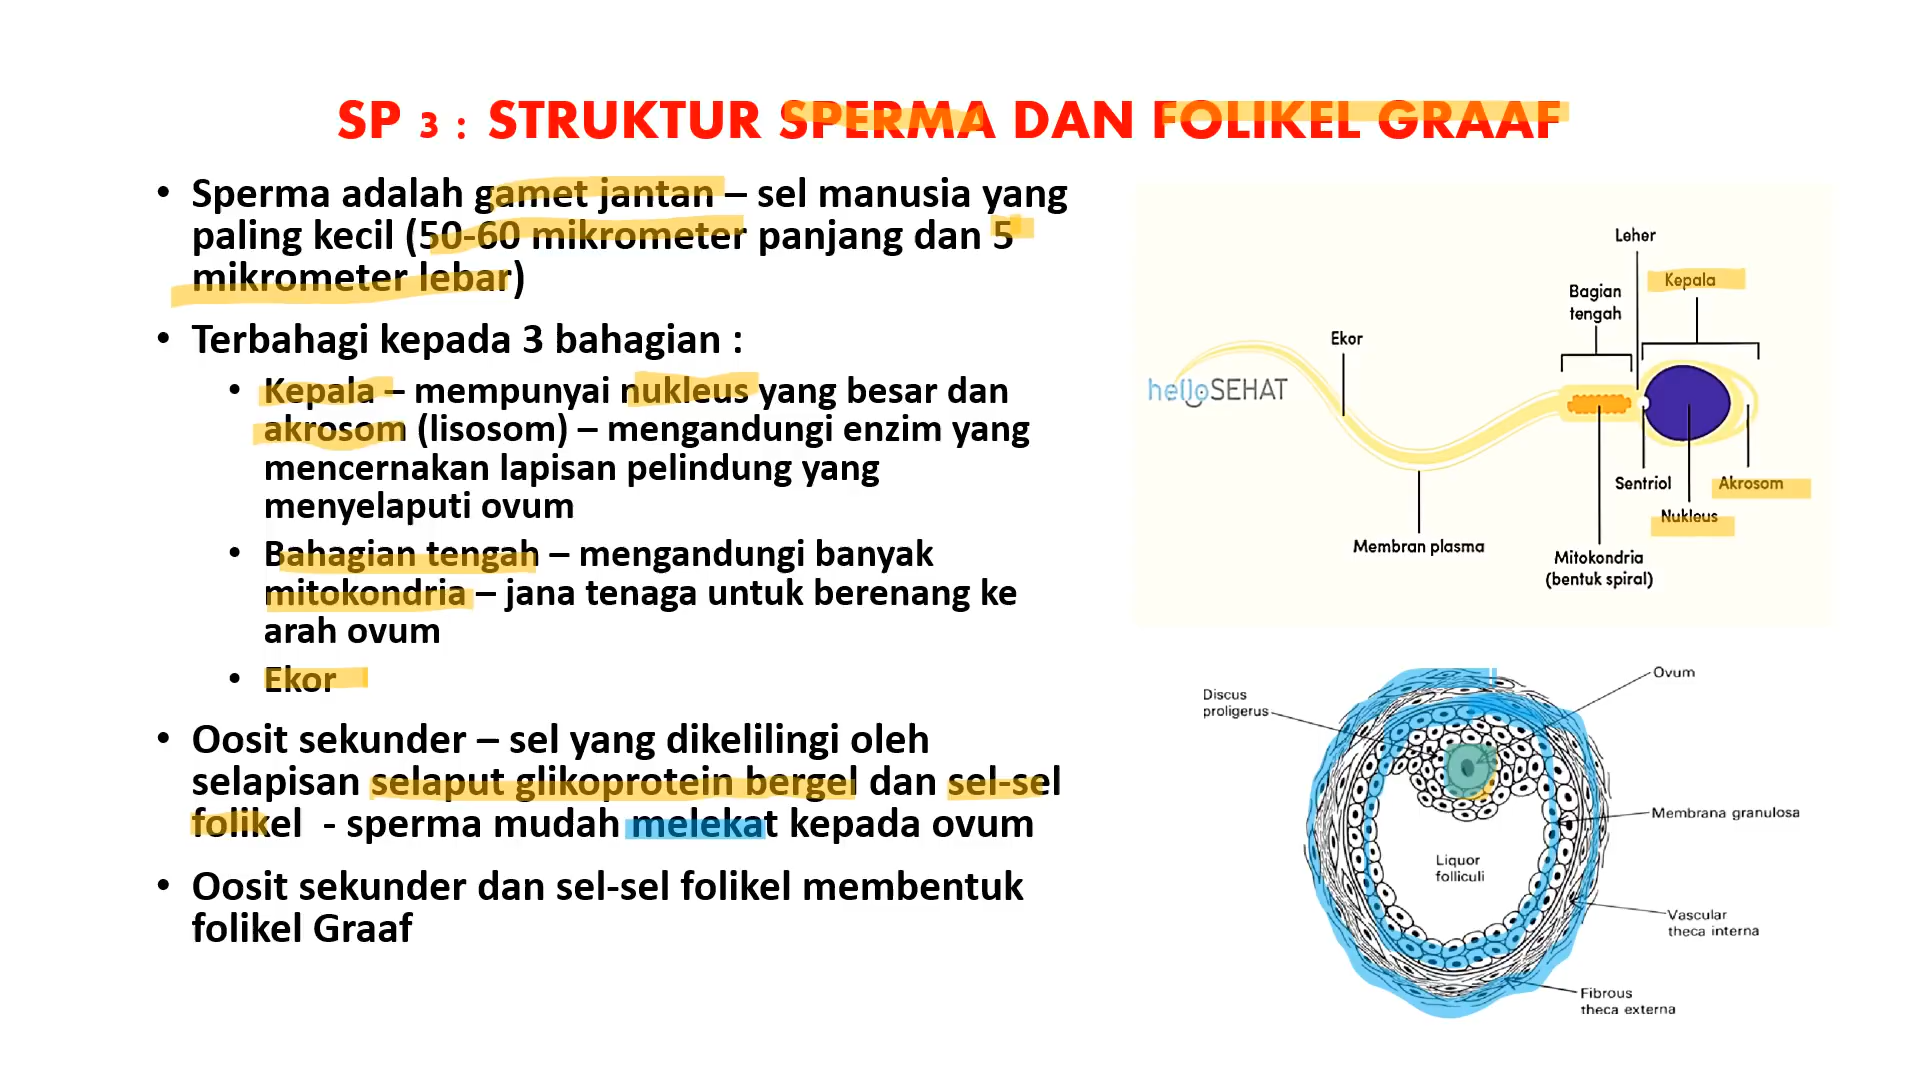 SP 3 : STRUKTUR SPERMA DAN FOLIKEL GRAAF
• Sperma adalah gamet jantan – sel manusia yang
paling kecil (50-60 mikrometer panjang dan 5
mikrometer lebar)
• Terbahagi kepada 3 bahagian :
• Kepala – mempunyai nukleus yang besar dan
akrosom (lisosom) – mengandungi enzim yang
mencernakan lapisan pelindung yang
menyelaputi ovum
• Bahagian tengah – mengandungi banyak
mitokondria – jana tenaga untuk berenang ke
arah ovum
• Ekor
• Oosit sekunder – sel yang dikelilingi oleh
selapisan selaput glikoprotein bergel dan sel-sel
folikel - sperma mudah melekat kepada ovum
• Oosit sekunder dan sel-sel folikel membentuk
folikel Graaf
Leher
Kepala
Bagian
tengah
Ekor
helloSEHAT
Sentriol
Akrosom
Nukleus
Membran plasma
Mitokondria
(bentuk spiral)
Ovum
Discus
proligerus
Membrana granulosa
Liquor
folliculi
Vascular
theca interna
Fibrous
theca externa